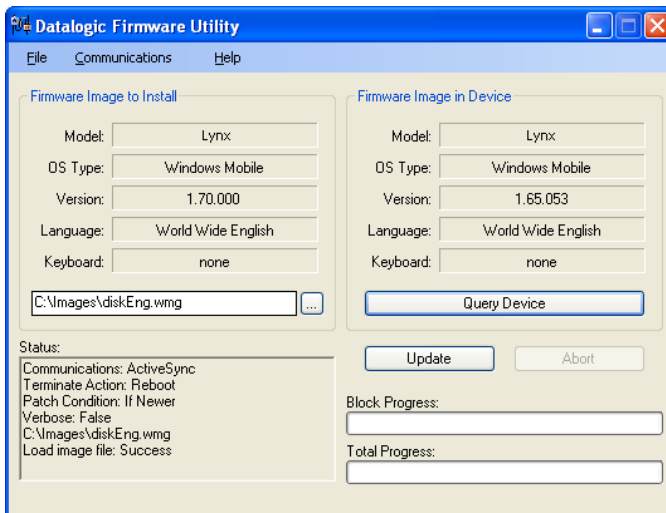 Datalogic Firmware Utility
File Communications Help
Firmware Image to Install
Model: Lynx
OS Type: Windows Mobile
Version: 1.70.000
Language: World Wide English
Keyboard: none
C:\Images\diskEng.wmg ...
Firmware Image in Device
Model: Lynx
OS Type: Windows Mobile
Version: 1.65.053
Language: World Wide English
Keyboard: none
Query Device
Status:
Communications: ActiveSync
Terminate Action: Reboot
Patch Condition: If Newer
Verbose: False
C:\Images\diskEng.wmg
Load image file: Success
Update Abort
Block Progress:
Total Progress: